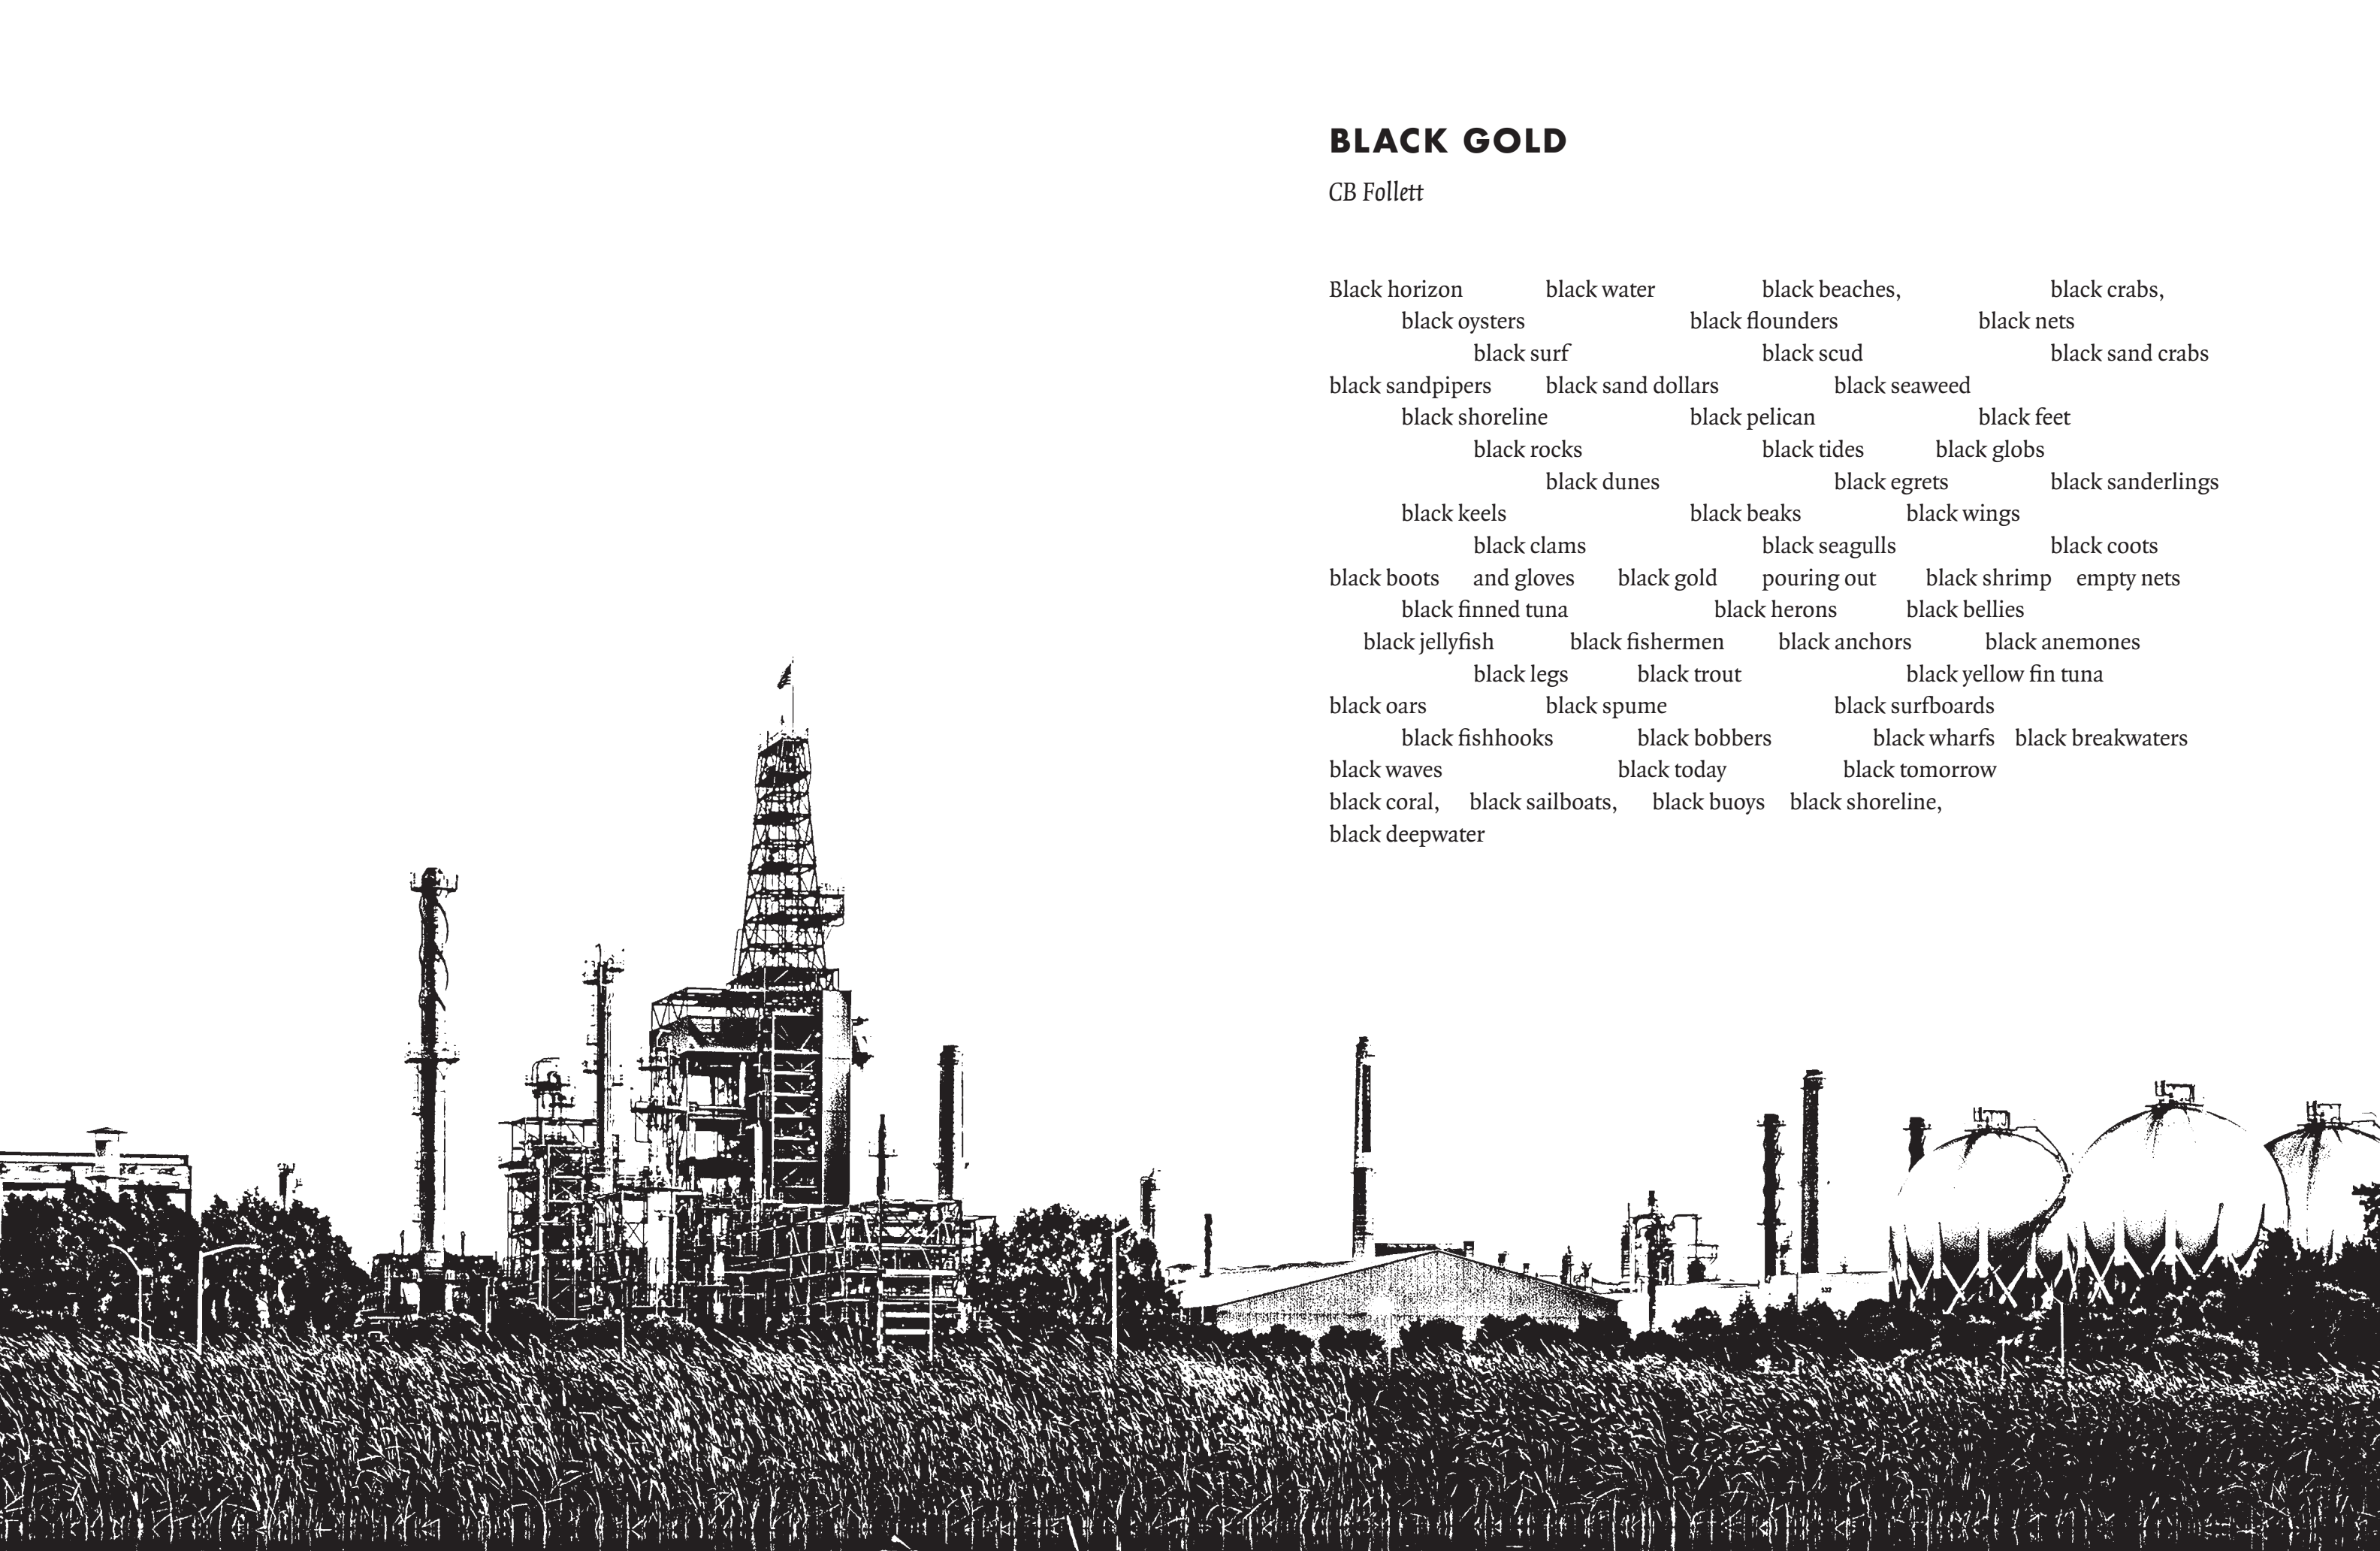 BLACK GOLD
CB Follett
Black horizon black water black beaches, black crabs,
black oysters black flounders black nets
black surf black scud black sand crabs
black sandpipers black sand dollars black seaweed
black shoreline black pelican black feet
black rocks black tides black globs
black dunes black egrets black sanderlings
black keels black beaks black wings
black clams black seagulls black coots
black boots and gloves black gold pouring out black shrimp empty nets
black finned tuna black herons black bellies
black jellyfish black fishermen black anchors black anemones
black legs black trout black yellow fin tuna
black oars black spume black surfboards
black fishhooks black bobbers black wharfs black breakwaters
black waves black today black tomorrow
black coral, black sailboats, black buoys black shoreline,
black deepwater
537